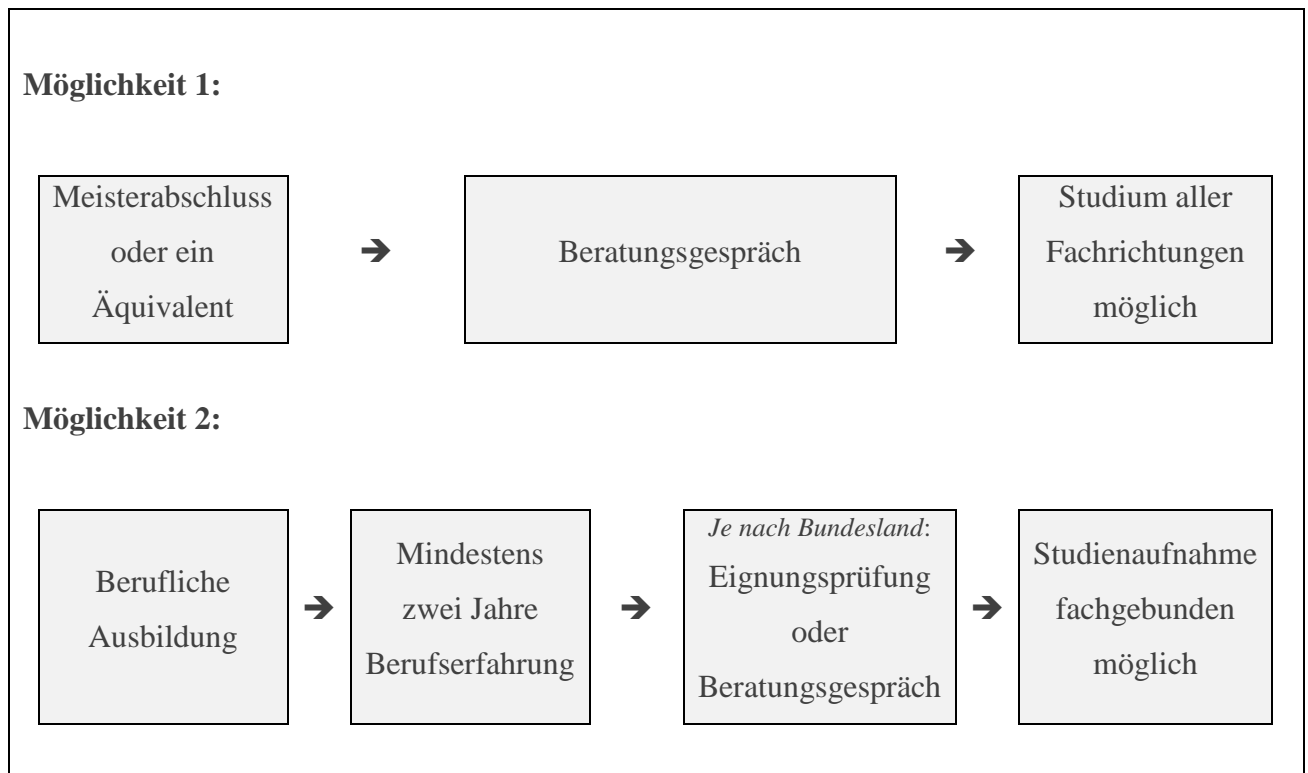 Möglichkeit 1:
Meisterabschluss
oder ein
Äquivalent
➔
Beratungsgespräch
➔
Studium aller
Fachrichtungen
möglich
Möglichkeit 2:
Berufliche
Ausbildung
➔
Mindestens
zwei Jahre
Berufserfahrung
➔
Je nach Bundesland:
Eignungsprüfung
oder
Beratungsgespräch
➔
Studienaufnahme
fachgebunden
möglich